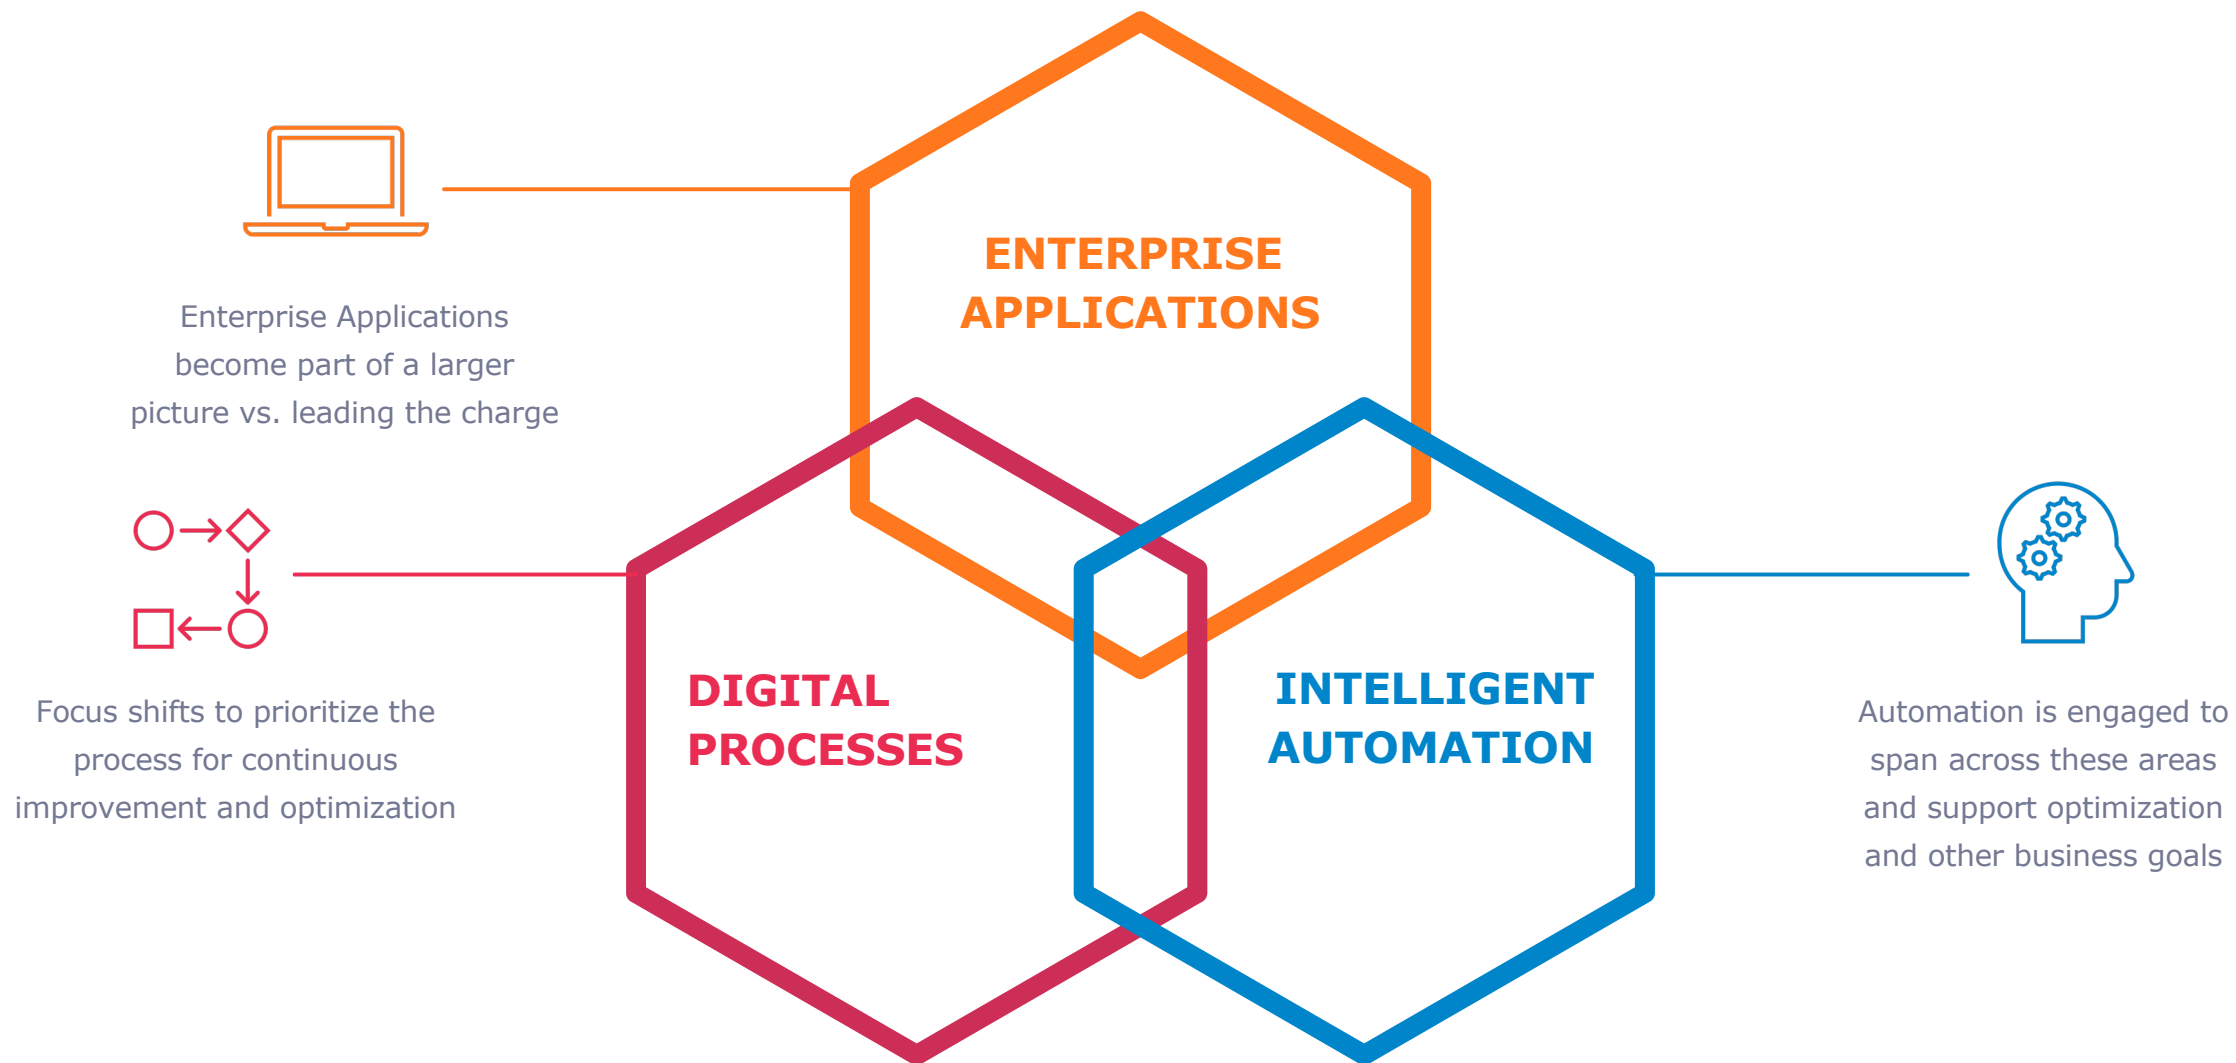 ENTERPRISE
APPLICATIONS
Enterprise Applications
become part of a larger
picture vs. leading the charge
DIGITAL
PROCESSES
Focus shifts to prioritize the
process for continuous
improvement and optimization
INTELLIGENT
AUTOMATION
Automation is engaged to
span across these areas
and support optimization
and other business goals